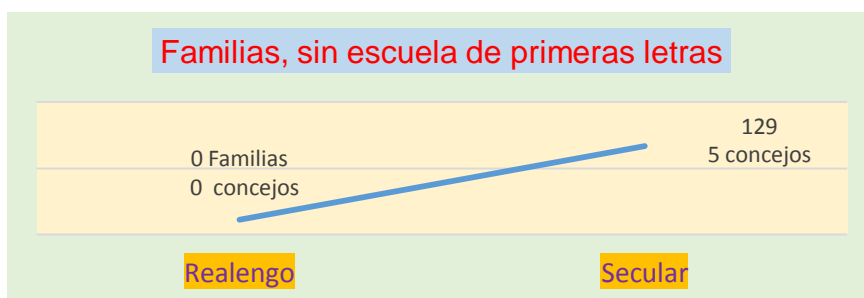 Familias, sin escuela de primeras letras
0 Familias
0 concejos
129
5 concejos
Realengo
Secular